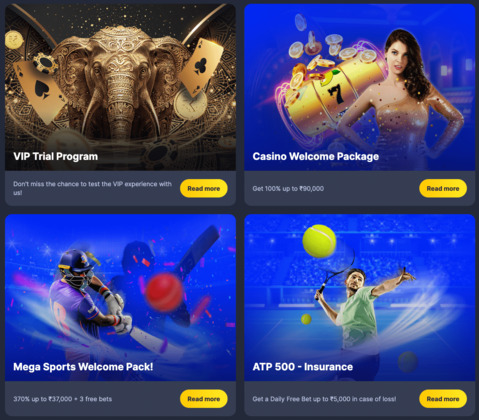 VIP Trial Program
Don't miss the chance to test the VIP experience with
us!
Read more
Casino Welcome Package
Get 100% up to ₹90,000
Read more
Mega Sports Welcome Pack!
370% up to ₹37,000 + 3 free bets
Read more
ATP 500 - Insurance
Get a Daily Free Bet up to ₹5,000 in case of loss!
Read more
7